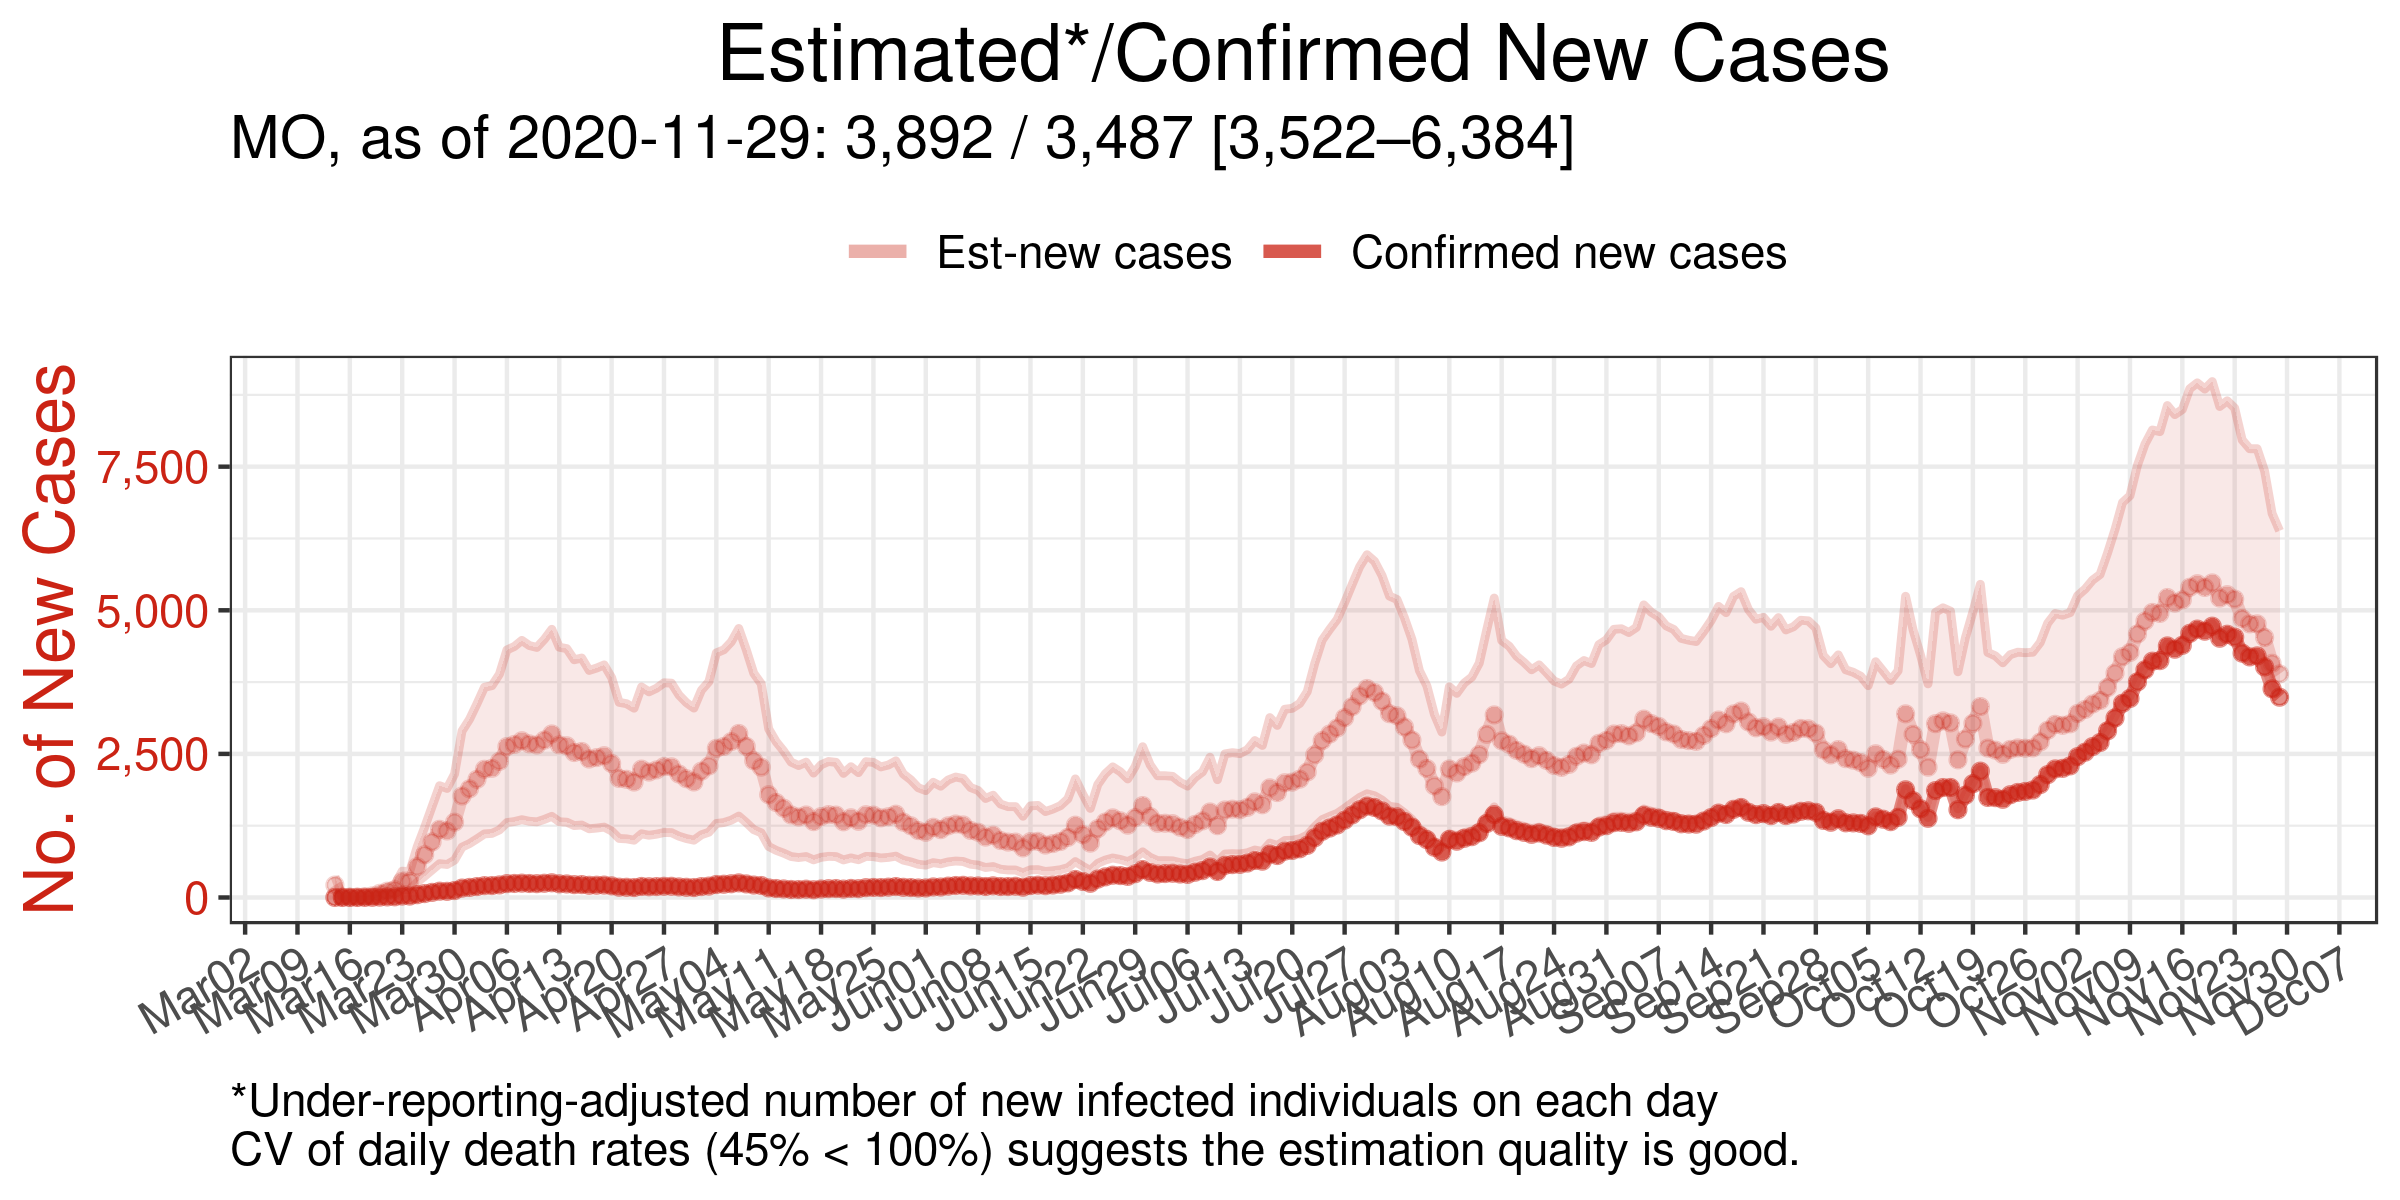 Estimated*/Confirmed New Cases
MO, as of 2020-11-29: 3,892 / 3,487 [3,522–6,384]
Est-new cases Confirmed new cases
No. of New Cases
7,500
5,000
2,500
0
Mar02 Mar09 Mar16 Mar23 Mar30 Apr06 Apr13 Apr20 Apr27 May04 May11 May18 May25 Jun01 Jun08 Jun15 Jun22 Jun29 Jul06 Jul13 Jul20 Jul27 Aug03 Aug10 Aug17 Aug24 Aug31 Sep07 Sep14 Sep21 Sep28 Oct05 Oct12 Oct19 Oct26 Nov02 Nov09 Nov16 Nov23 Nov30 Dec07
*Under-reporting-adjusted number of new infected individuals on each day
CV of daily death rates (45% < 100%) suggests the estimation quality is good.